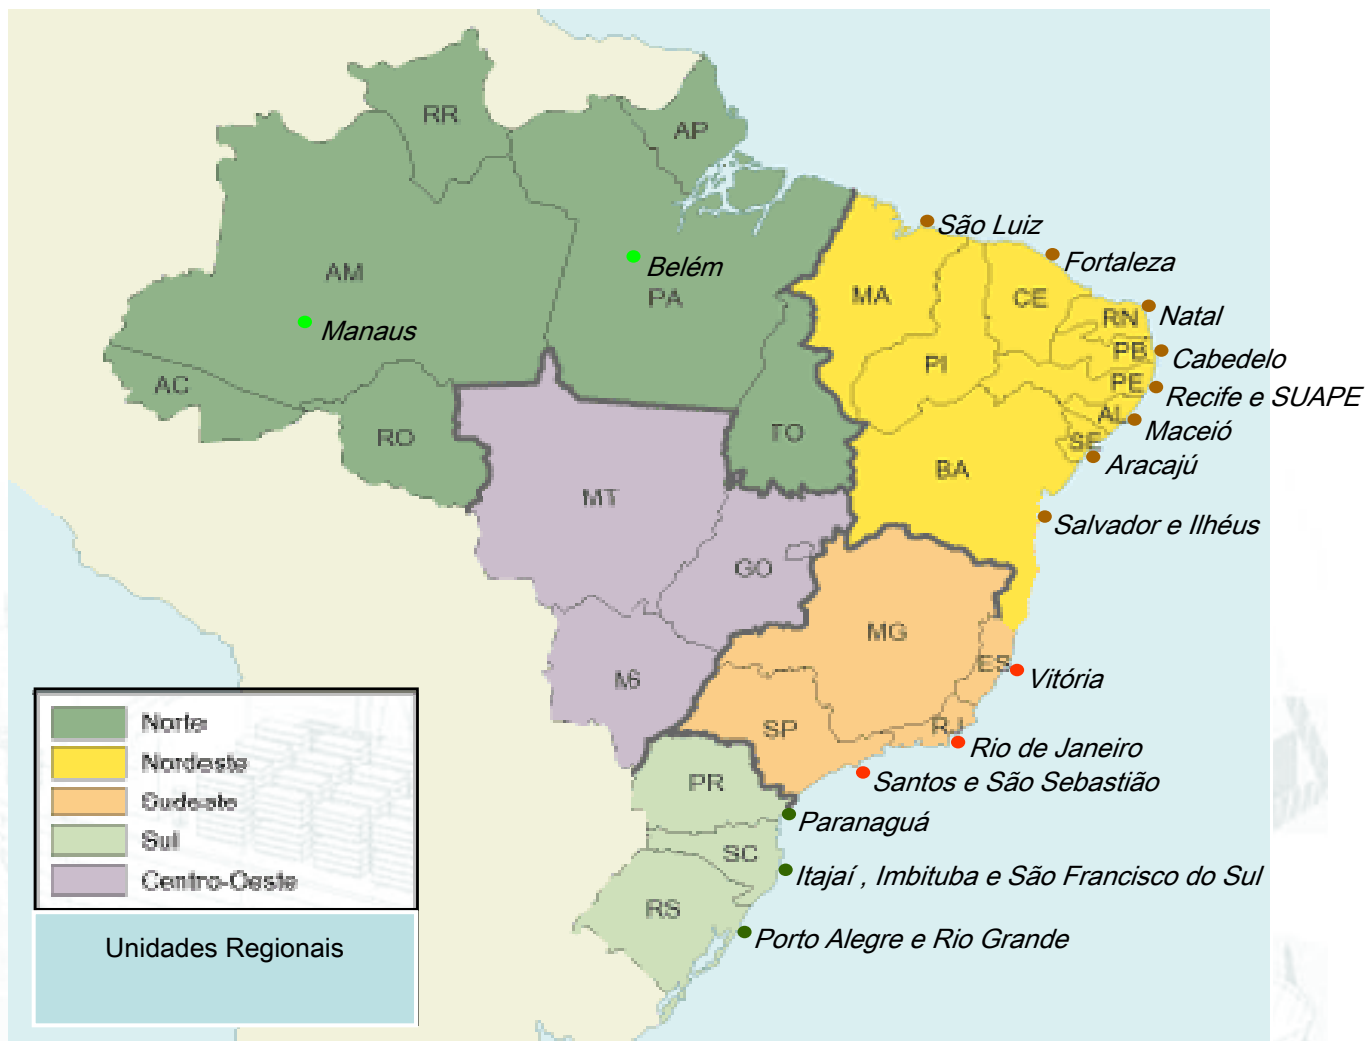 RR
AP
São Luiz
Fortaleza
Belém
AM
PA
MA
CE
Natal
RN
Manaus
PB
Cabedelo
PI
AC
PE
Recife e SUAPE
AL
Maceió
RO
TO
SE
Aracajú
BA
MT
Salvador e Ilhéus
GO
MG
ES
Vitória
MS
SP
RJ
Rio de Janeiro
Santos e São Sebastião
PR
Paranaguá
SC
Itajaí , Imbituba e São Francisco do Sul
RS
Porto Alegre e Rio Grande
Norte
Nordeste
Sudeste
Sul
Centro-Oeste
Unidades Regionais